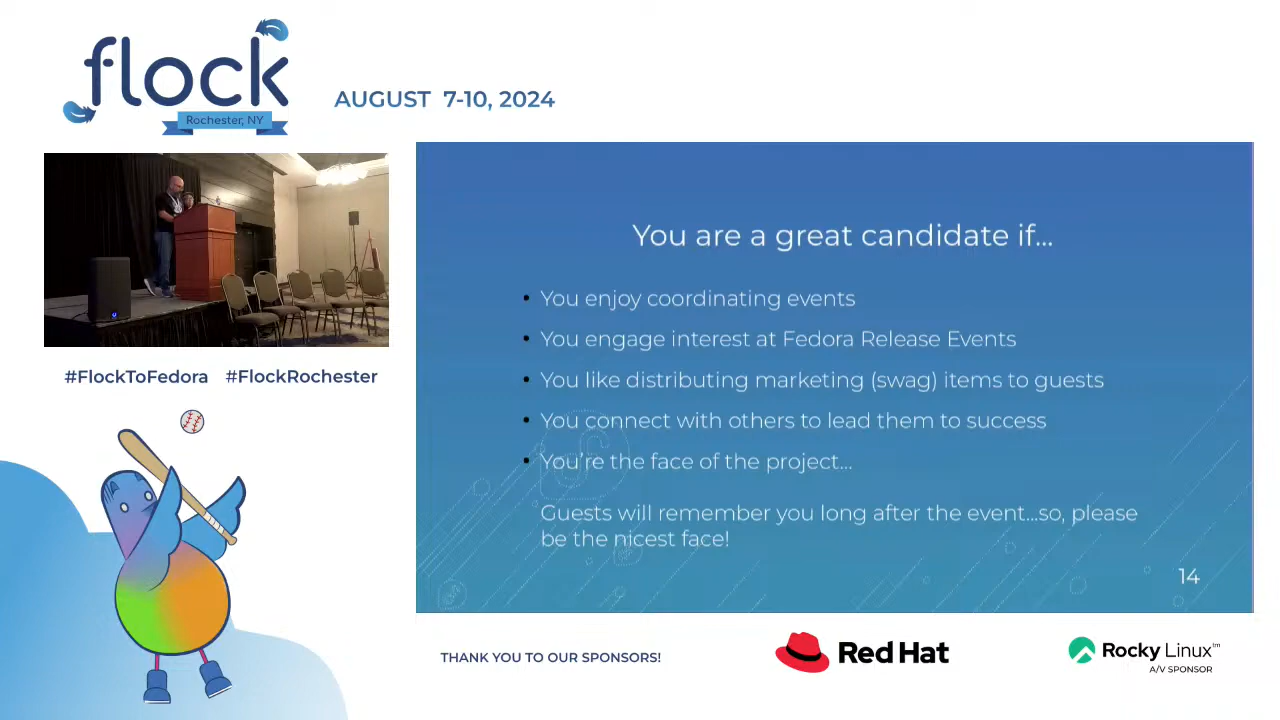 flock
Rochester, NY
AUGUST 7-10, 2024
#FlockToFedora #FlockRochester
You are a great candidate if...
• You enjoy coordinating events
• You engage interest at Fedora Release Events
• You like distributing marketing (swag) items to guests
• You connect with others to lead them to success
• You're the face of the project...
Guests will remember you long after the event...so, please
be the nicest face!
14
THANK YOU TO OUR SPONSORS!
Red Hat
Rocky Linux™
A/V SPONSOR